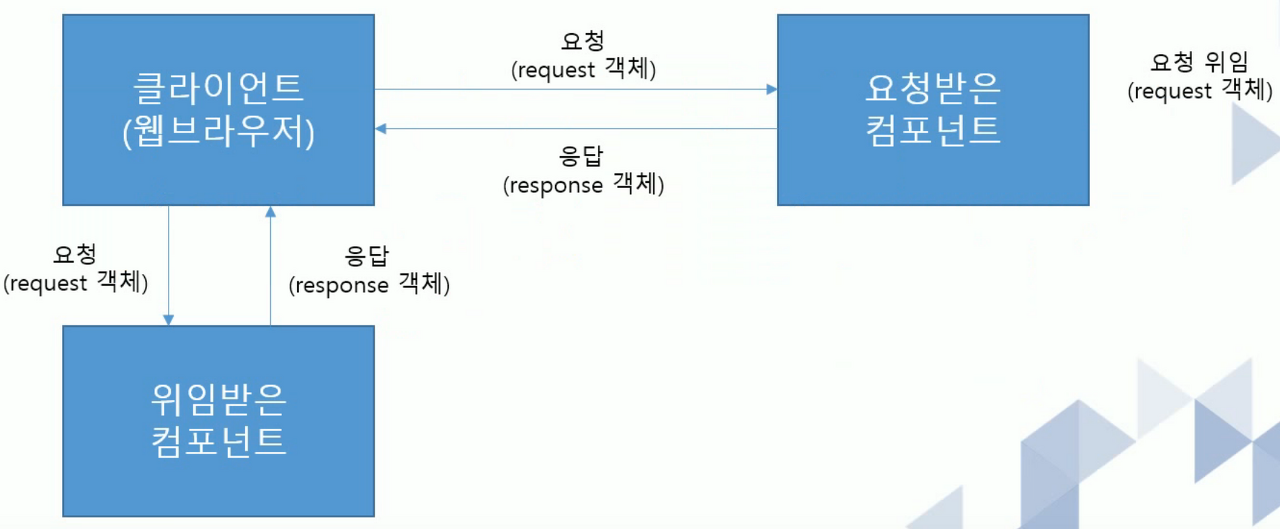 클라이언트
(웹브라우저)
요청
(request 객체)
응답
(response 객체)
요청받은
컴포넌트
요청 위임
(request 객체)
요청
(request 객체)
응답
(response 객체)
위임받은
컴포넌트